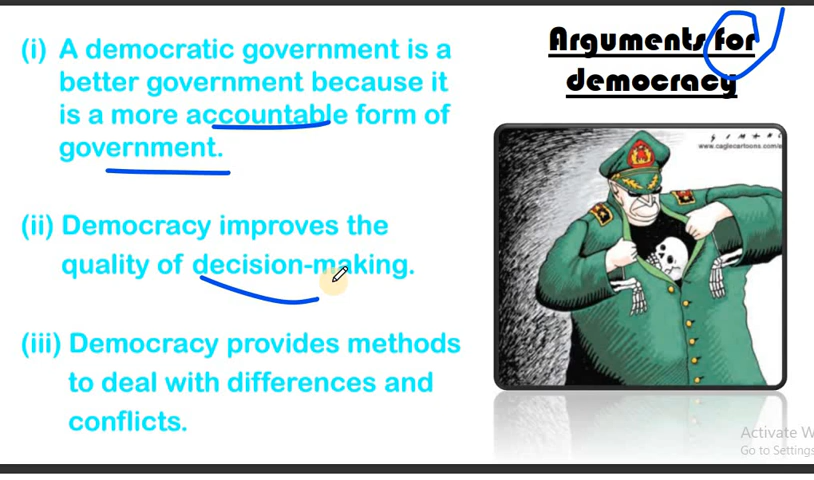 Arguments for
democracy
(i) A democratic government is a
better government because it
is a more accountable form of
government.
(ii) Democracy improves the
quality of decision-making.
(iii) Democracy provides methods
to deal with differences and
conflicts.
www.caglecartoons.com/
Activate W
Go to Settings